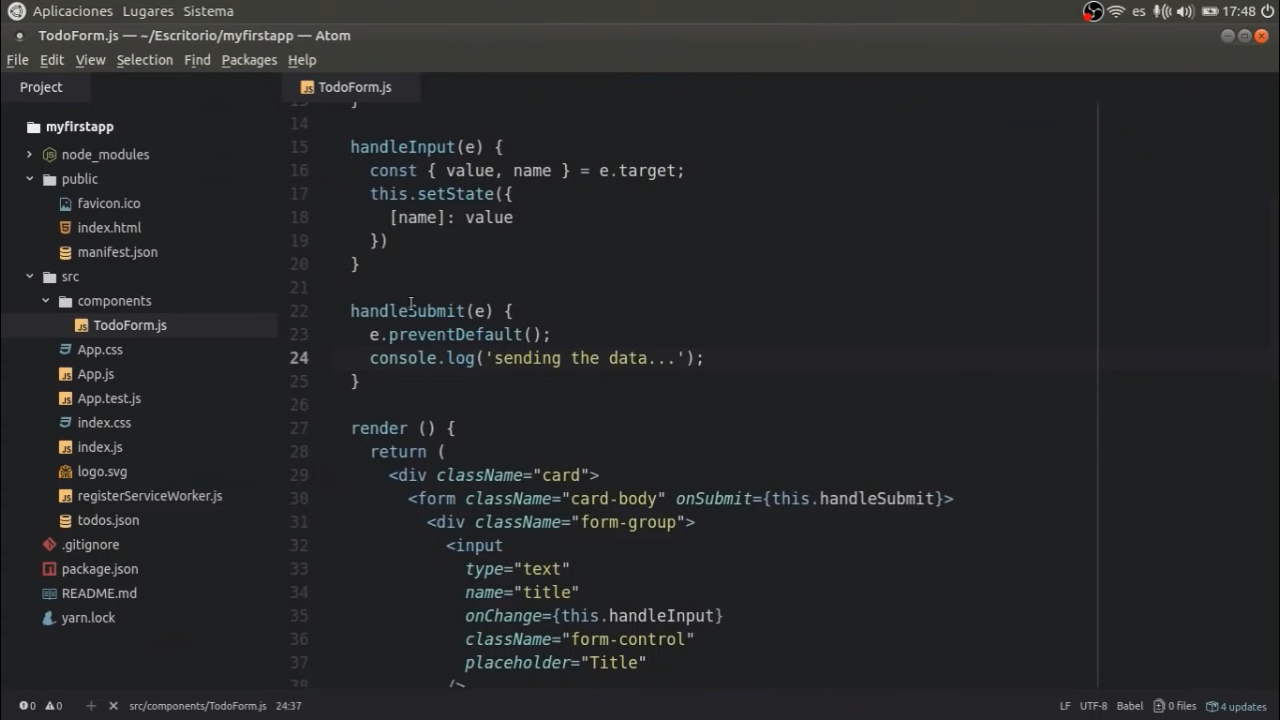 Aplicaciones Lugares Sistema es 17:48
TodoForm.js — ~/Escritorio/myfirstapp — Atom
File Edit View Selection Find Packages Help
Project
TodoForm.js
myfirstapp
node_modules
public
favicon.ico
index.html
manifest.json
src
components
TodoForm.js
App.css
App.js
App.test.js
index.css
index.js
logo.svg
registerServiceWorker.js
todos.json
.gitignore
package.json
README.md
yarn.lock
13 }
14
15 handleInput(e) {
16 const { value, name } = e.target;
17 this.setState({
18 [name]: value
19 })
20 }
21
22 handleSubmit(e) {
23 e.preventDefault();
24 console.log('sending the data...');
25 }
26
27 render () {
28 return (
29 <div className="card">
30 <form className="card-body" onSubmit={this.handleSubmit}>
31 <div className="form-group">
32 <input
33 type="text"
34 name="title"
35 onChange={this.handleInput}
36 className="form-control"
37 placeholder="Title"
38 />
0 0 + × src/components/TodoForm.js 24:37 LF UTF-8 Babel 0 files 4 updates